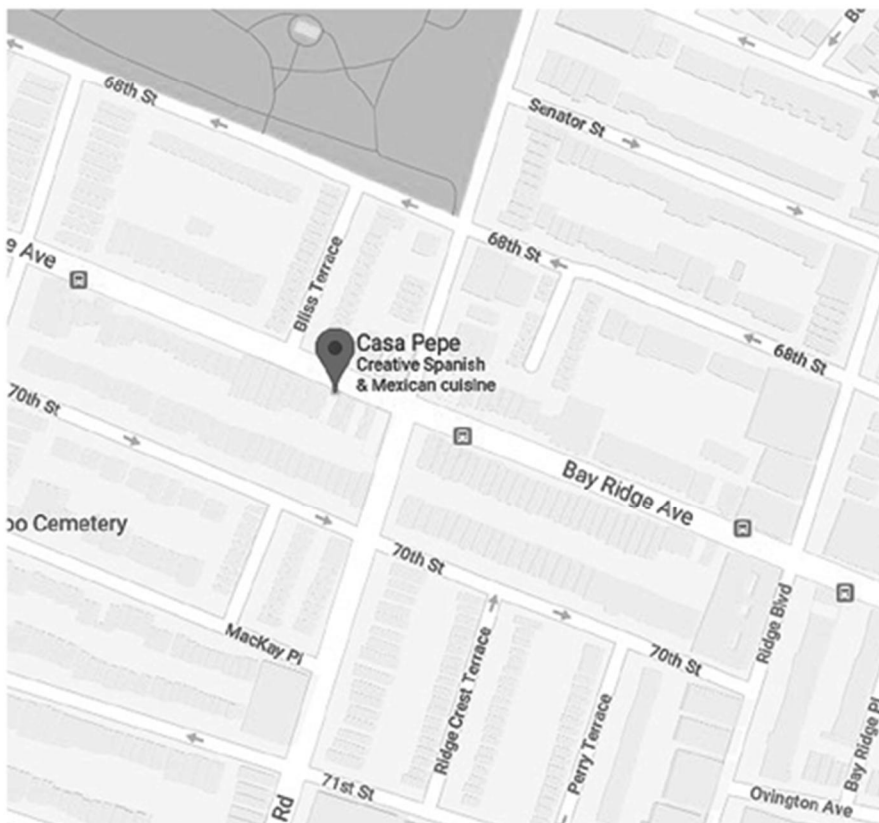 68th St
Senator St
68th St
Bliss Terrace
Casa Pepe
Creative Spanish
& Mexican cuisine
68th St
Ave
70th St
Bay Ridge Ave
Cemetery
70th St
MacKay Pl
Ridge Crest Terrace
70th St
Ridge Blvd
Perry Terrace
Bay Ridge Pl
71st St
Rd
Ovington Ave